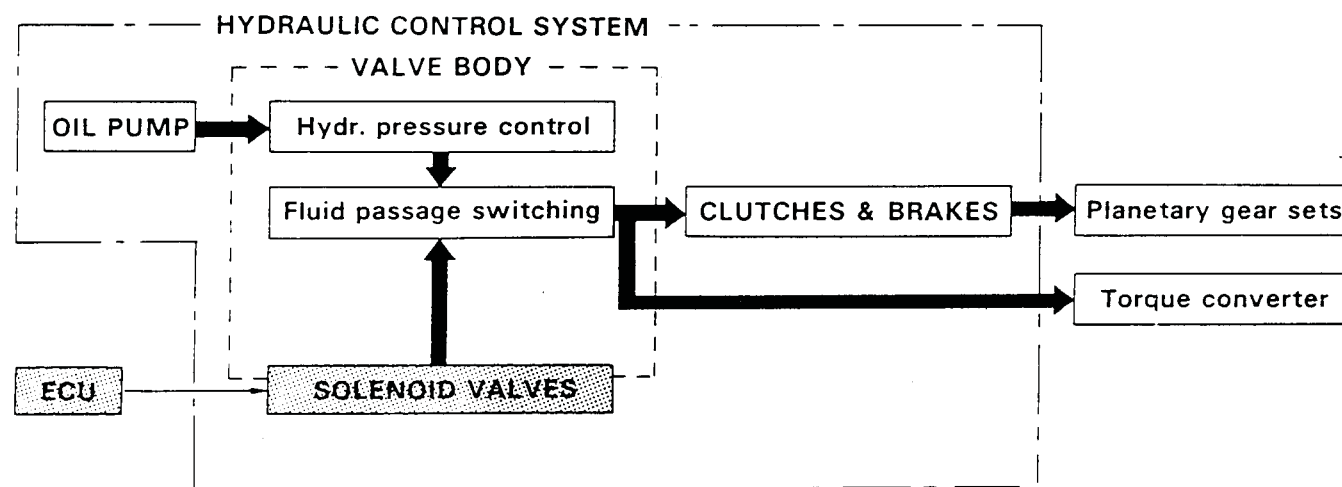 HYDRAULIC CONTROL SYSTEM
VALVE BODY
OIL PUMP
Hydr. pressure control
Fluid passage switching
CLUTCHES & BRAKES
Planetary gear sets
Torque converter
ECU
SOLENOID VALVES